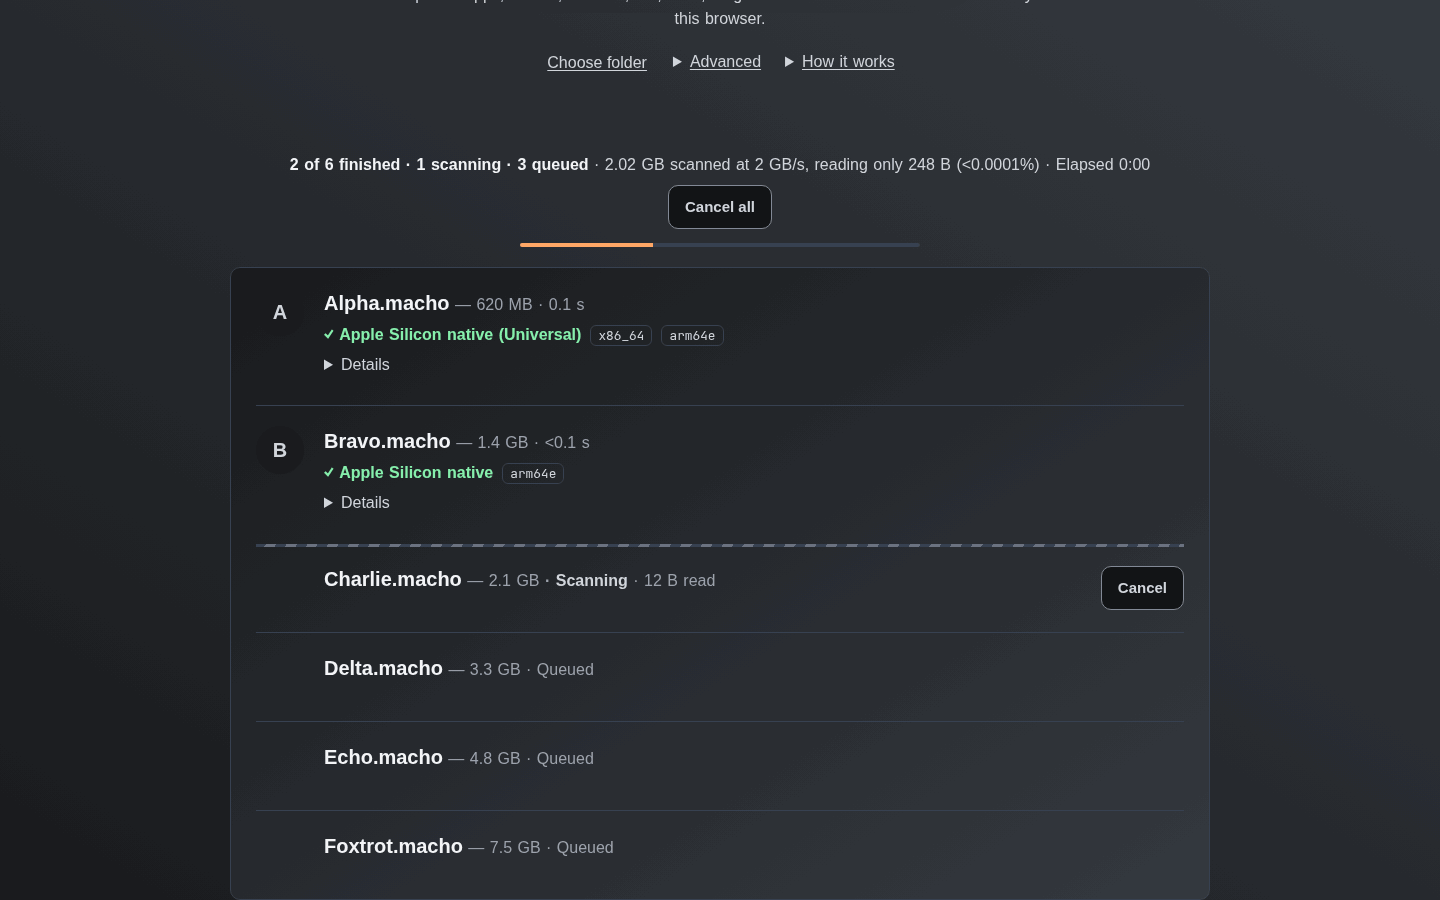 this browser.
Choose folder ▶ Advanced ▶ How it works
2 of 6 finished · 1 scanning · 3 queued · 2.02 GB scanned at 2 GB/s, reading only 248 B (<0.0001%) · Elapsed 0:00
Cancel all
A
Alpha.macho — 620 MB · 0.1 s
✓ Apple Silicon native (Universal) x86_64 arm64e
▶ Details
B
Bravo.macho — 1.4 GB · <0.1 s
✓ Apple Silicon native arm64e
▶ Details
Charlie.macho — 2.1 GB · Scanning · 12 B read
Cancel
Delta.macho — 3.3 GB · Queued
Echo.macho — 4.8 GB · Queued
Foxtrot.macho — 7.5 GB · Queued